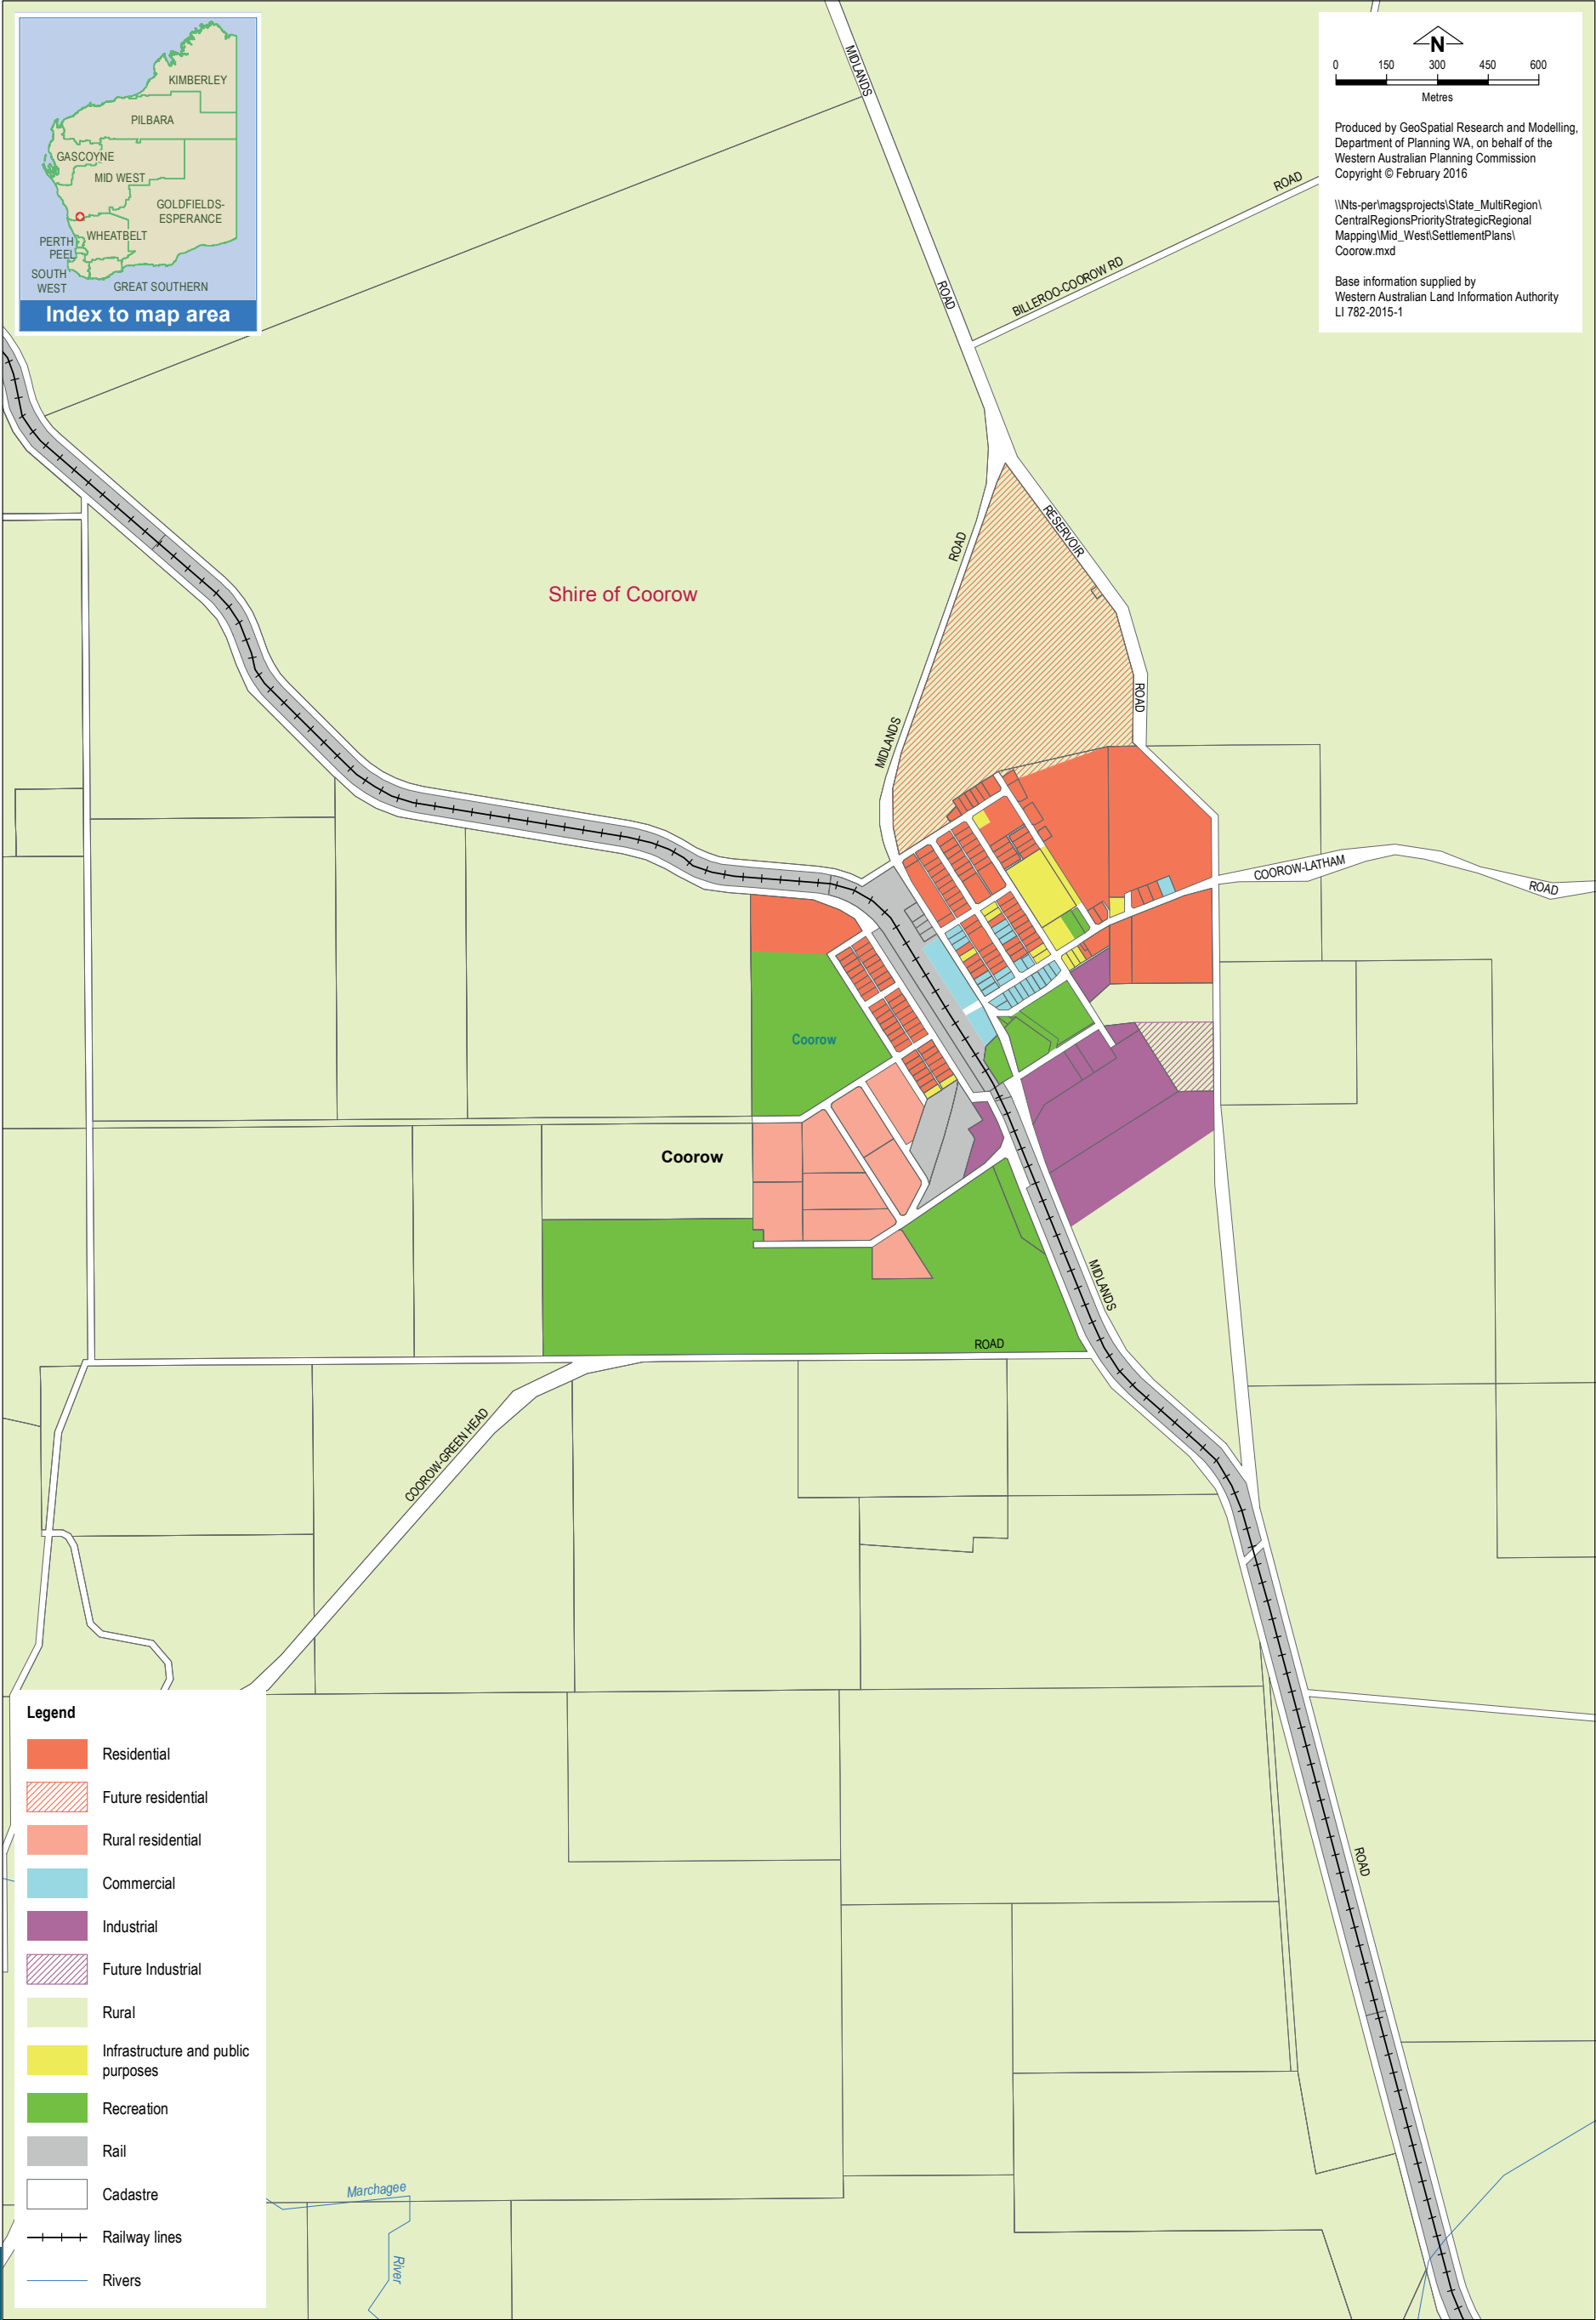 KIMBERLEY
PILBARA
GASCOYNE
MID WEST
GOLDFIELDS-
ESPERANCE
WHEATBELT
PERTH
PEEL
SOUTH
WEST
GREAT SOUTHERN
Index to map area
N
0 150 300 450 600
Metres
Produced by GeoSpatial Research and Modelling,
Department of Planning WA, on behalf of the
Western Australian Planning Commission
Copyright © February 2016
\\Nts-per\magsprojects\State_MultiRegion\
CentralRegionsPriorityStrategicRegional
Mapping\Mid_West\SettlementPlans\
Coorow.mxd
Base information supplied by
Western Australian Land Information Authority
LI 782-2015-1
MIDLANDS
ROAD
BILLEROO-COOROW RD
ROAD
RESERVOIR
ROAD
ROAD
MIDLANDS
Shire of Coorow
COOROW-LATHAM
ROAD
Coorow
Coorow
MIDLANDS
ROAD
COOROW-GREEN HEAD
ROAD
Marchagee
River
Legend
Residential
Future residential
Rural residential
Commercial
Industrial
Future Industrial
Rural
Infrastructure and public
purposes
Recreation
Rail
Cadastre
Railway lines
Rivers